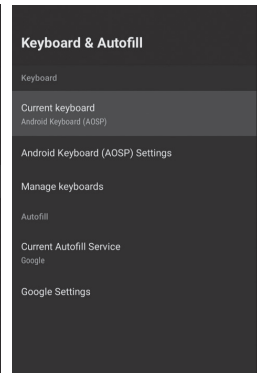 Keyboard & Autofill
Keyboard
Current keyboard
Android Keyboard (AOSP)
Android Keyboard (AOSP) Settings
Manage keyboards
Autofill
Current Autofill Service
Google
Google Settings